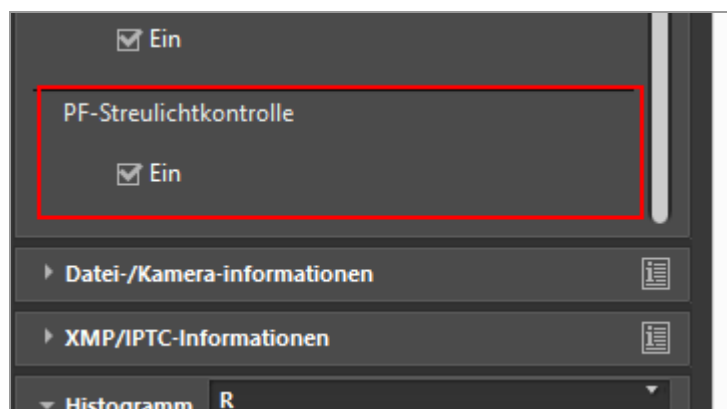 Ein
PF-Streulichtkontrolle
Ein
Datei-/Kamera-informationen
XMP/IPTC-Informationen
Histogramm R